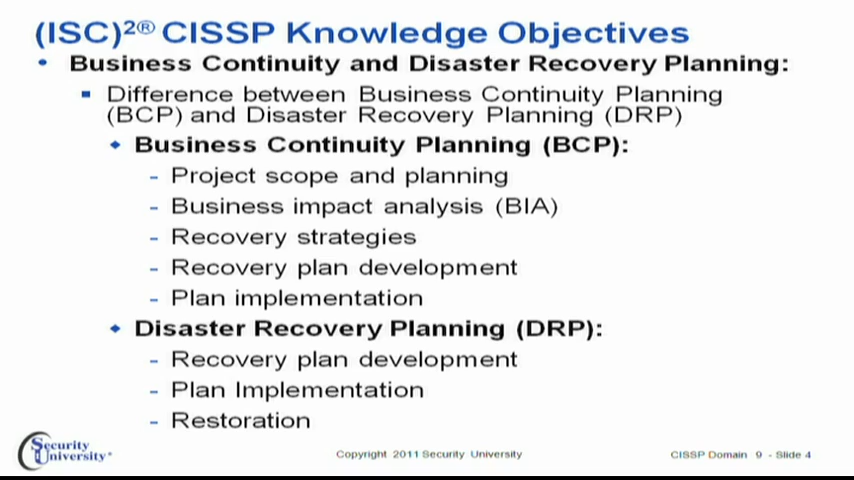 (ISC)²® CISSP Knowledge Objectives
• Business Continuity and Disaster Recovery Planning:
▪ Difference between Business Continuity Planning
(BCP) and Disaster Recovery Planning (DRP)
◆ Business Continuity Planning (BCP):
- Project scope and planning
- Business impact analysis (BIA)
- Recovery strategies
- Recovery plan development
- Plan implementation
◆ Disaster Recovery Planning (DRP):
- Recovery plan development
- Plan Implementation
- Restoration
Security
University
Copyright 2011 Security University
CISSP Domain 9 - Slide 4